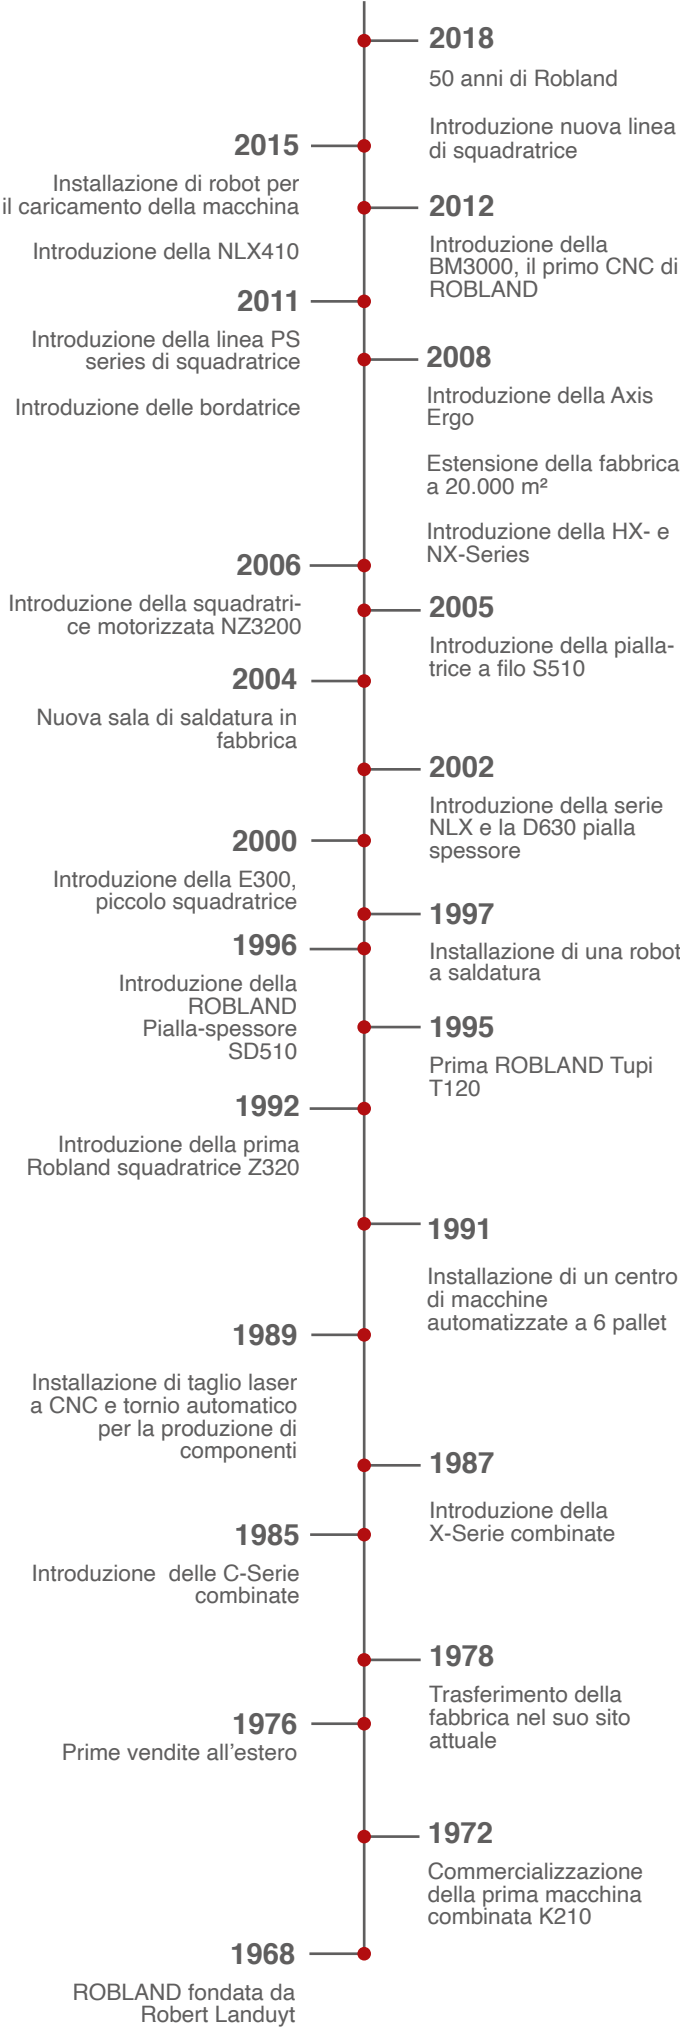 2018
50 anni di Robland
Introduzione nuova linea
di squadratrice
2015
Installazione di robot per
il caricamento della macchina
Introduzione della NLX410
2012
Introduzione della
BM3000, il primo CNC di
ROBLAND
2011
Introduzione della linea PS
series di squadratrice
Introduzione delle bordatrice
2008
Introduzione della Axis
Ergo
Estensione della fabbrica
a 20.000 m²
Introduzione della HX- e
NX-Series
2006
Introduzione della squadratri-
ce motorizzata NZ3200
2005
Introduzione della pialla-
trice a filo S510
2004
Nuova sala di saldatura in
fabbrica
2002
Introduzione della serie
NLX e la D630 pialla
spessore
2000
Introduzione della E300,
piccolo squadratrice
1997
Installazione di una robot
a saldatura
1996
Introduzione della
ROBLAND
Pialla-spessore
SD510
1995
Prima ROBLAND Tupi
T120
1992
Introduzione della prima
Robland squadratrice Z320
1991
Installazione di un centro
di macchine
automatizzate a 6 pallet
1989
Installazione di taglio laser
a CNC e tornio automatico
per la produzione di
componenti
1987
Introduzione della
X-Serie combinate
1985
Introduzione  delle C-Serie
combinate
1978
Trasferimento della
fabbrica nel suo sito
attuale
1976
Prime vendite all’estero
1972
Commercializzazione
della prima macchina
combinata K210
1968
ROBLAND fondata da
Robert Landuyt